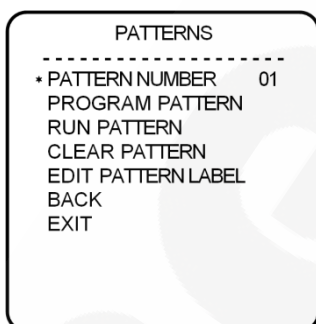 PATTERNS
- - - - - - - - - - - - - - - - - - - - - -
* PATTERN NUMBER 01
PROGRAM PATTERN
RUN PATTERN
CLEAR PATTERN
EDIT PATTERN LABEL
BACK
EXIT